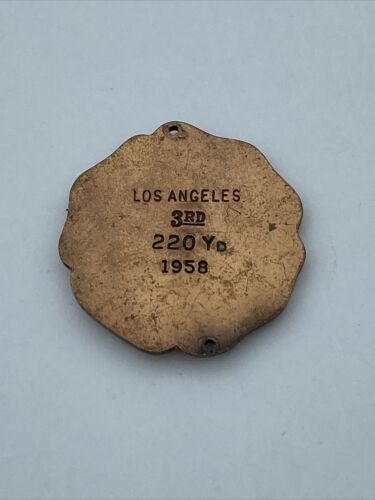 LOS ANGELES
3RD
220 YD
1958